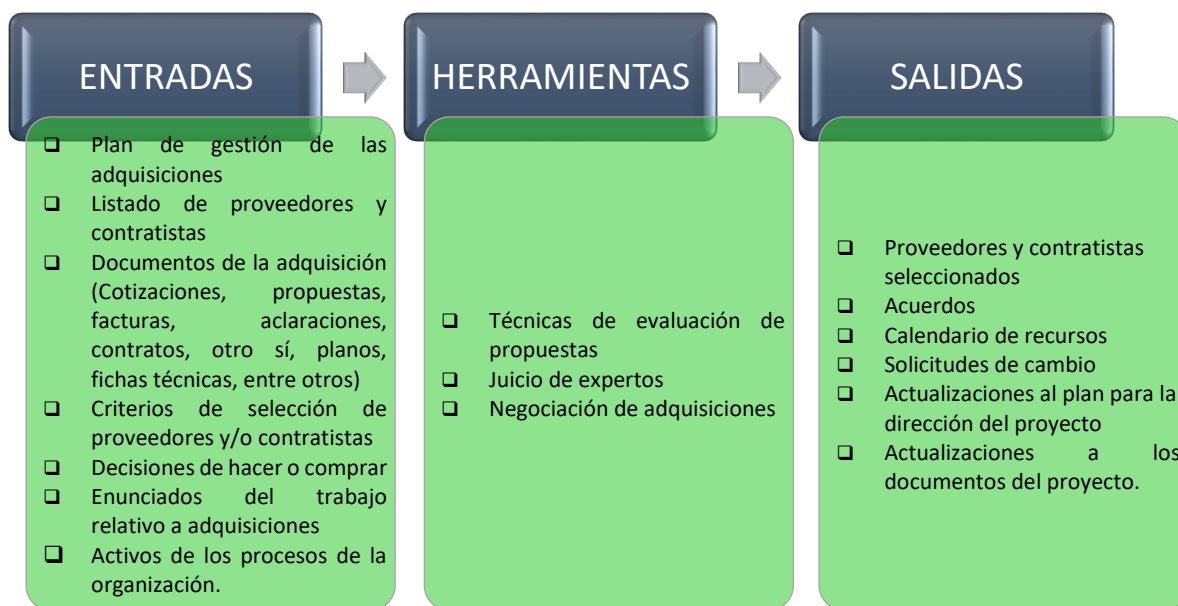 ENTRADAS
❑ Plan de gestión de las
adquisiciones
❑ Listado de proveedores y
contratistas
❑ Documentos de la adquisición
(Cotizaciones, propuestas,
facturas, aclaraciones,
contratos, otro sí, planos,
fichas técnicas, entre otros)
❑ Criterios de selección de
proveedores y/o contratistas
❑ Decisiones de hacer o comprar
❑ Enunciados del trabajo
relativo a adquisiciones
❑ Activos de los procesos de la
organización.
HERRAMIENTAS
❑ Técnicas de evaluación de
propuestas
❑ Juicio de expertos
❑ Negociación de adquisiciones
SALIDAS
❑ Proveedores y contratistas
seleccionados
❑ Acuerdos
❑ Calendario de recursos
❑ Solicitudes de cambio
❑ Actualizaciones al plan para la
dirección del proyecto
❑ Actualizaciones a los
documentos del proyecto.